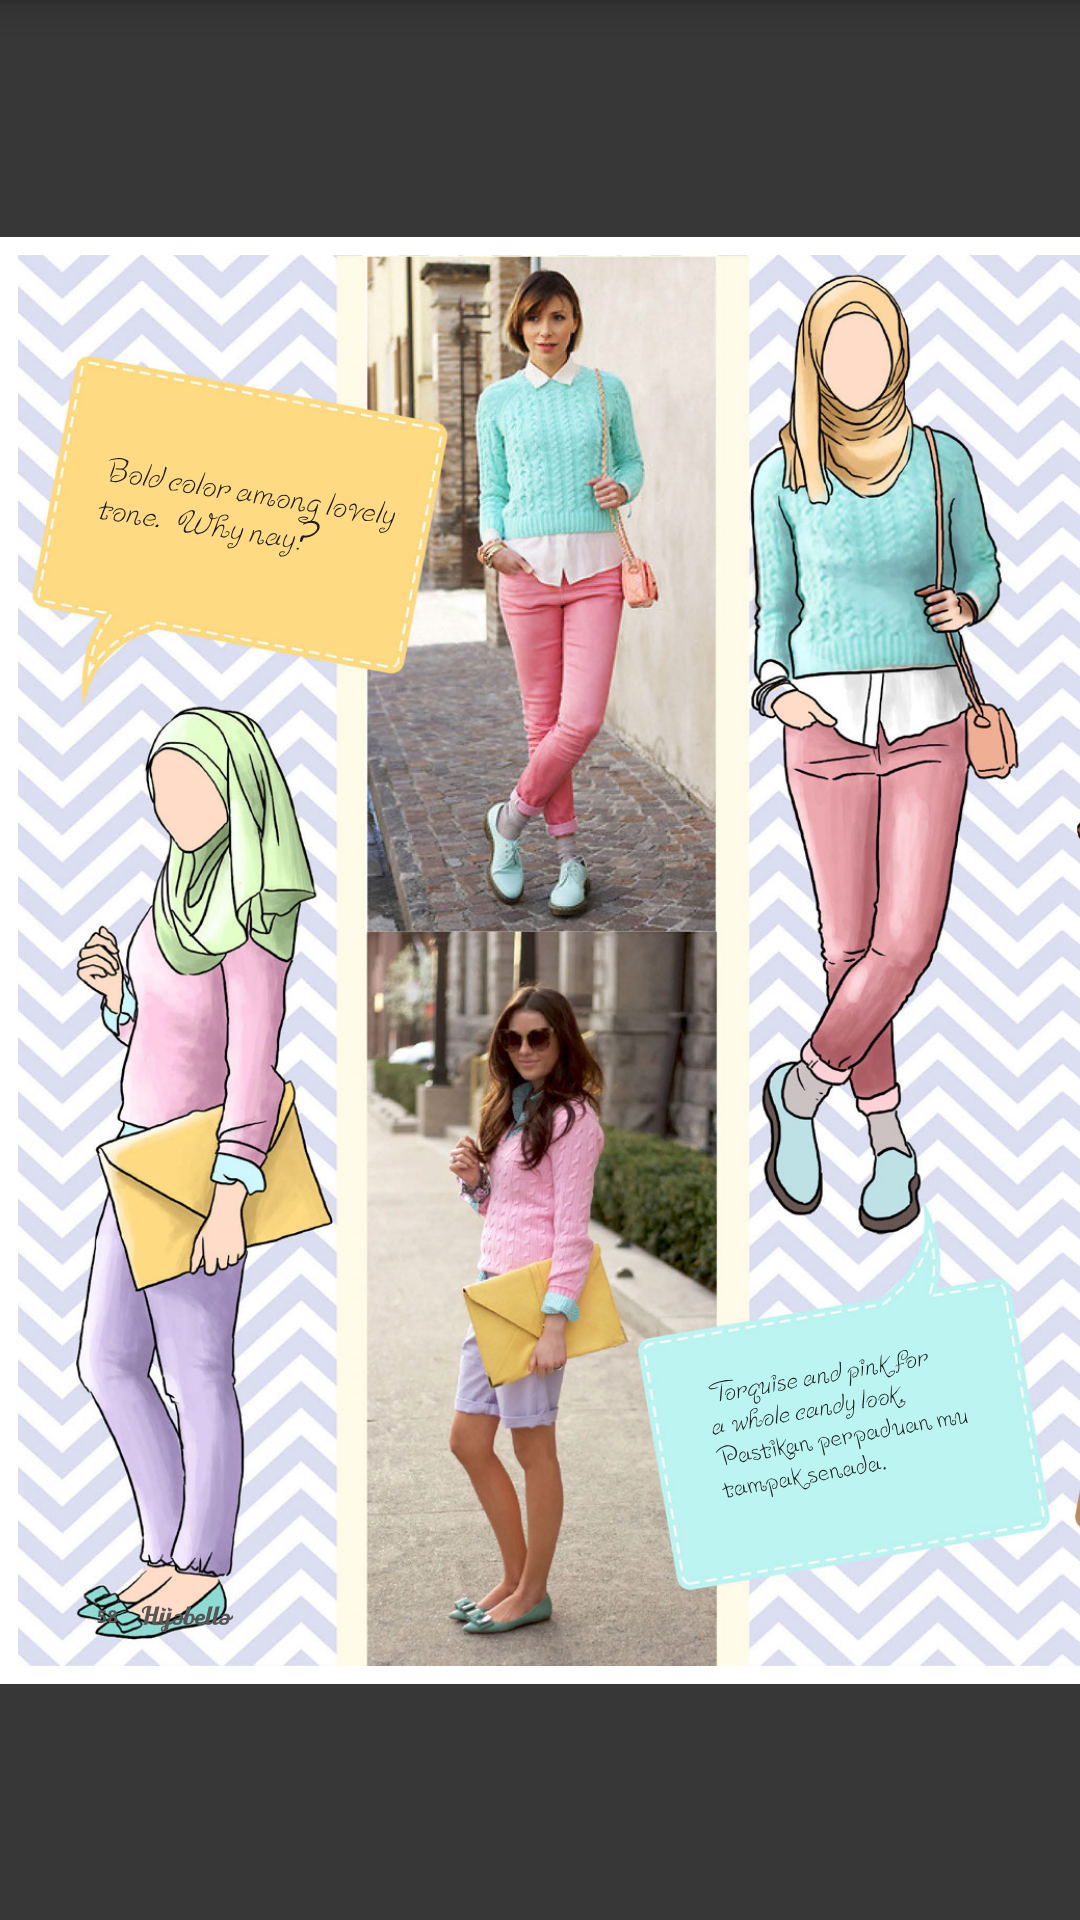 Bold color among lovely
tone. Why nay?
Torquise and pink for
a whole candy look,
Pastikan perpaduan mu
tampak senada.
58 Hijabella